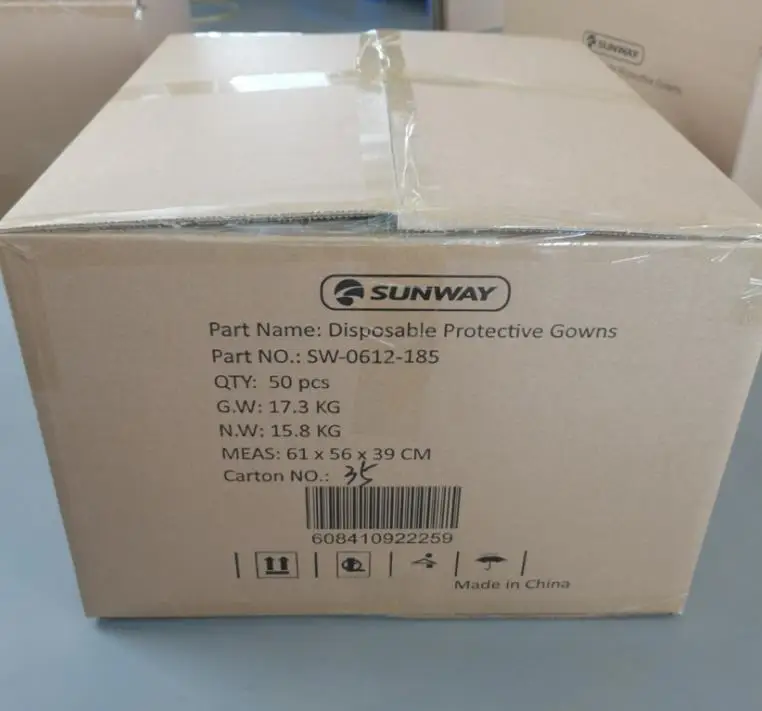 SUNWAY
SUNWAY
Part Name: Disposable Protective Gowns
Part NO.: SW-0612-185
QTY: 50 pcs
G.W: 17.3 KG
N.W: 15.8 KG
MEAS: 61 x 56 x 39 CM
Carton NO.: 35
608410922259
Made in China